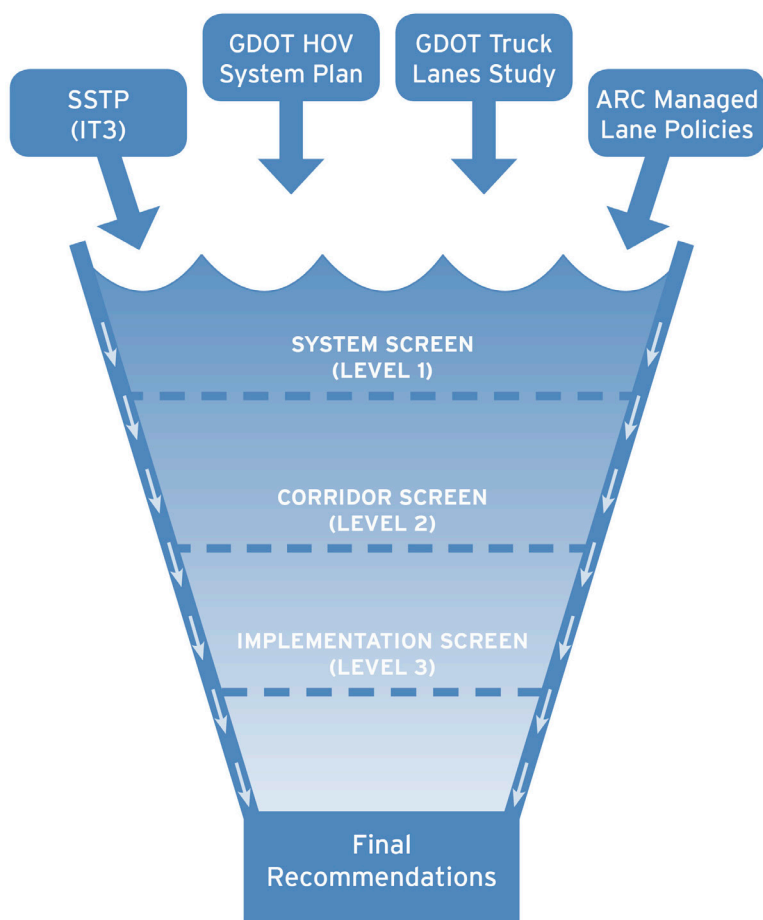 SSTP
(IT3)
GDOT HOV
System Plan
GDOT Truck
Lanes Study
ARC Managed
Lane Policies
SYSTEM SCREEN
(LEVEL 1)
CORRIDOR SCREEN
(LEVEL 2)
IMPLEMENTATION SCREEN
(LEVEL 3)
Final
Recommendations